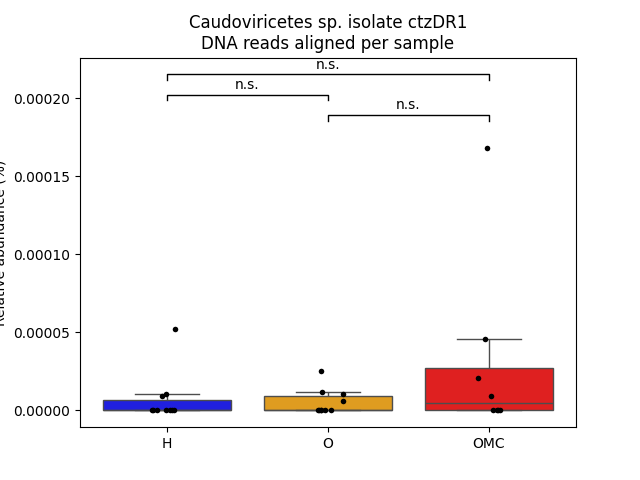 Caudoviricetes sp. isolate ctzDR1
DNA reads aligned per sample
n.s.
n.s.
n.s.
0.00020
0.00015
0.00010
0.00005
0.00000
Relative abundance (%)
H
O
OMC